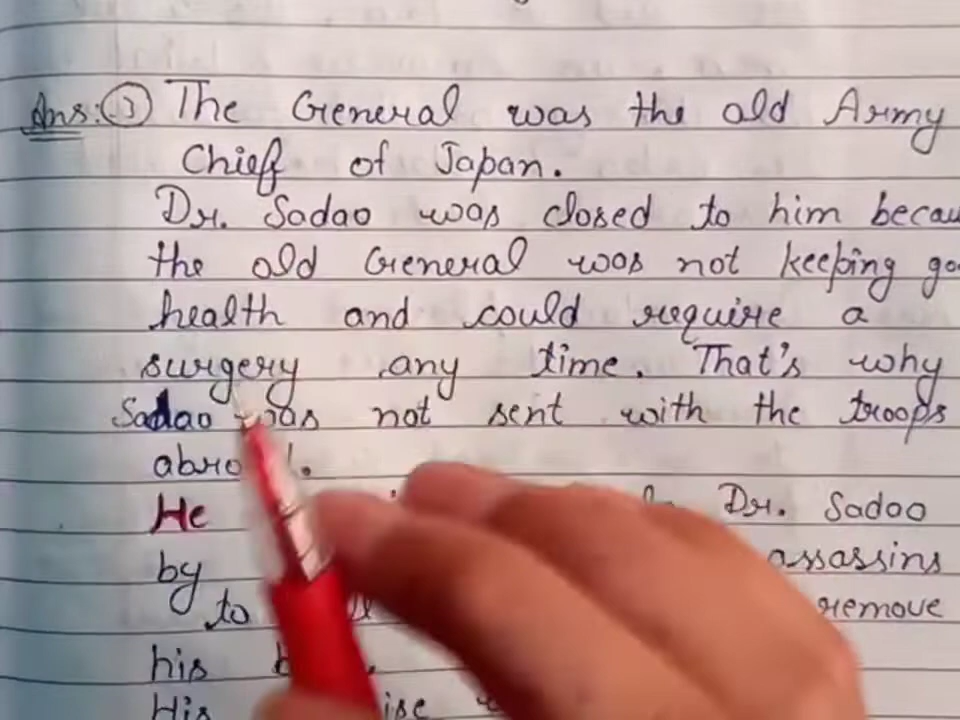 Ans: ① The General was the old Army
Chief of Japan.
Dr. Sadao was closed to him becau
the old General was not keeping go
health and could require a
surgery any time. That's why
Sadao was not sent with the troops
abro
He Dr. Sadao
by assassins
to remove
his
His